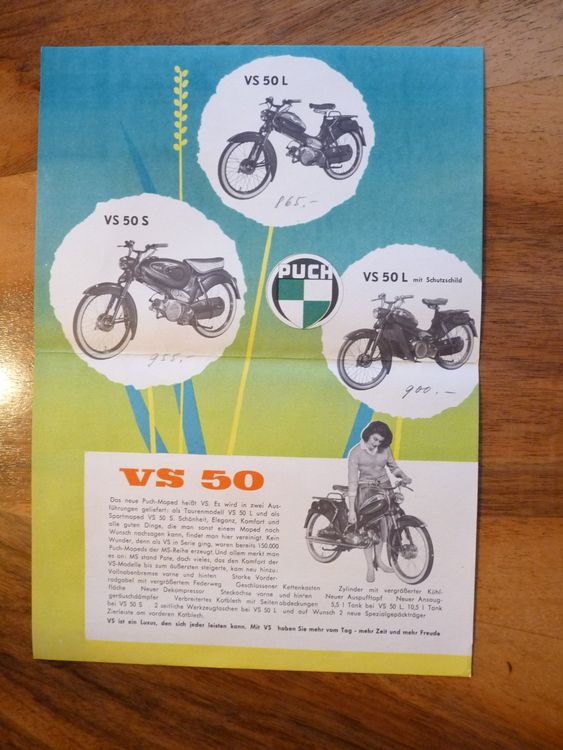 VS 50 L
865.-
VS 50 S
955.-
PUCH
VS 50 L mit Schutzschild
900.-
VS 50
Das neue Puch-Moped heißt VS. Es wird in zwei Aus-
führungen geliefert: als Tourenmodell VS 50 L und als
Sportmoped VS 50 S. Schönheit, Eleganz, Komfort und
alle guten Dinge, die man sonst einem Moped nach
Wunsch nachsagen kann, findet man hier vereinigt. Kein
Wunder, denn als VS in Serie ging, waren bereits 150.000
Puch-Mopeds der MS-Reihe erzeugt. Und allem merkt man
es an: MS stand Pate, doch vieles, das den Komfort der
VS-Modelle bis zum äußersten steigerte, kam neu hinzu:
Vollnabenbremse vorne und hinten Starke Vorder-
radgabel mit vergrößertem Federweg Geschlossener Kettenkasten Zylinder mit vergrößerter Kühl-
fläche Neuer Dekompressor Steckachse vorne und hinten Neuer Auspufftopf Neuer Ansaug-
geräuschdämpfer Verbreitertes Kotblech mit Seitenabdeckungen 5,5 l Tank bei VS 50 L, 10,5 l Tank
bei VS 50 S 2 seitliche Werkzeugtaschen bei VS 50 L und auf Wunsch 2 neue Spezialgepäckträger
Zierleiste am vorderen Kotblech.
VS ist ein Luxus, den sich jeder leisten kann. Mit VS haben Sie mehr vom Tag - mehr Zeit und mehr Freude